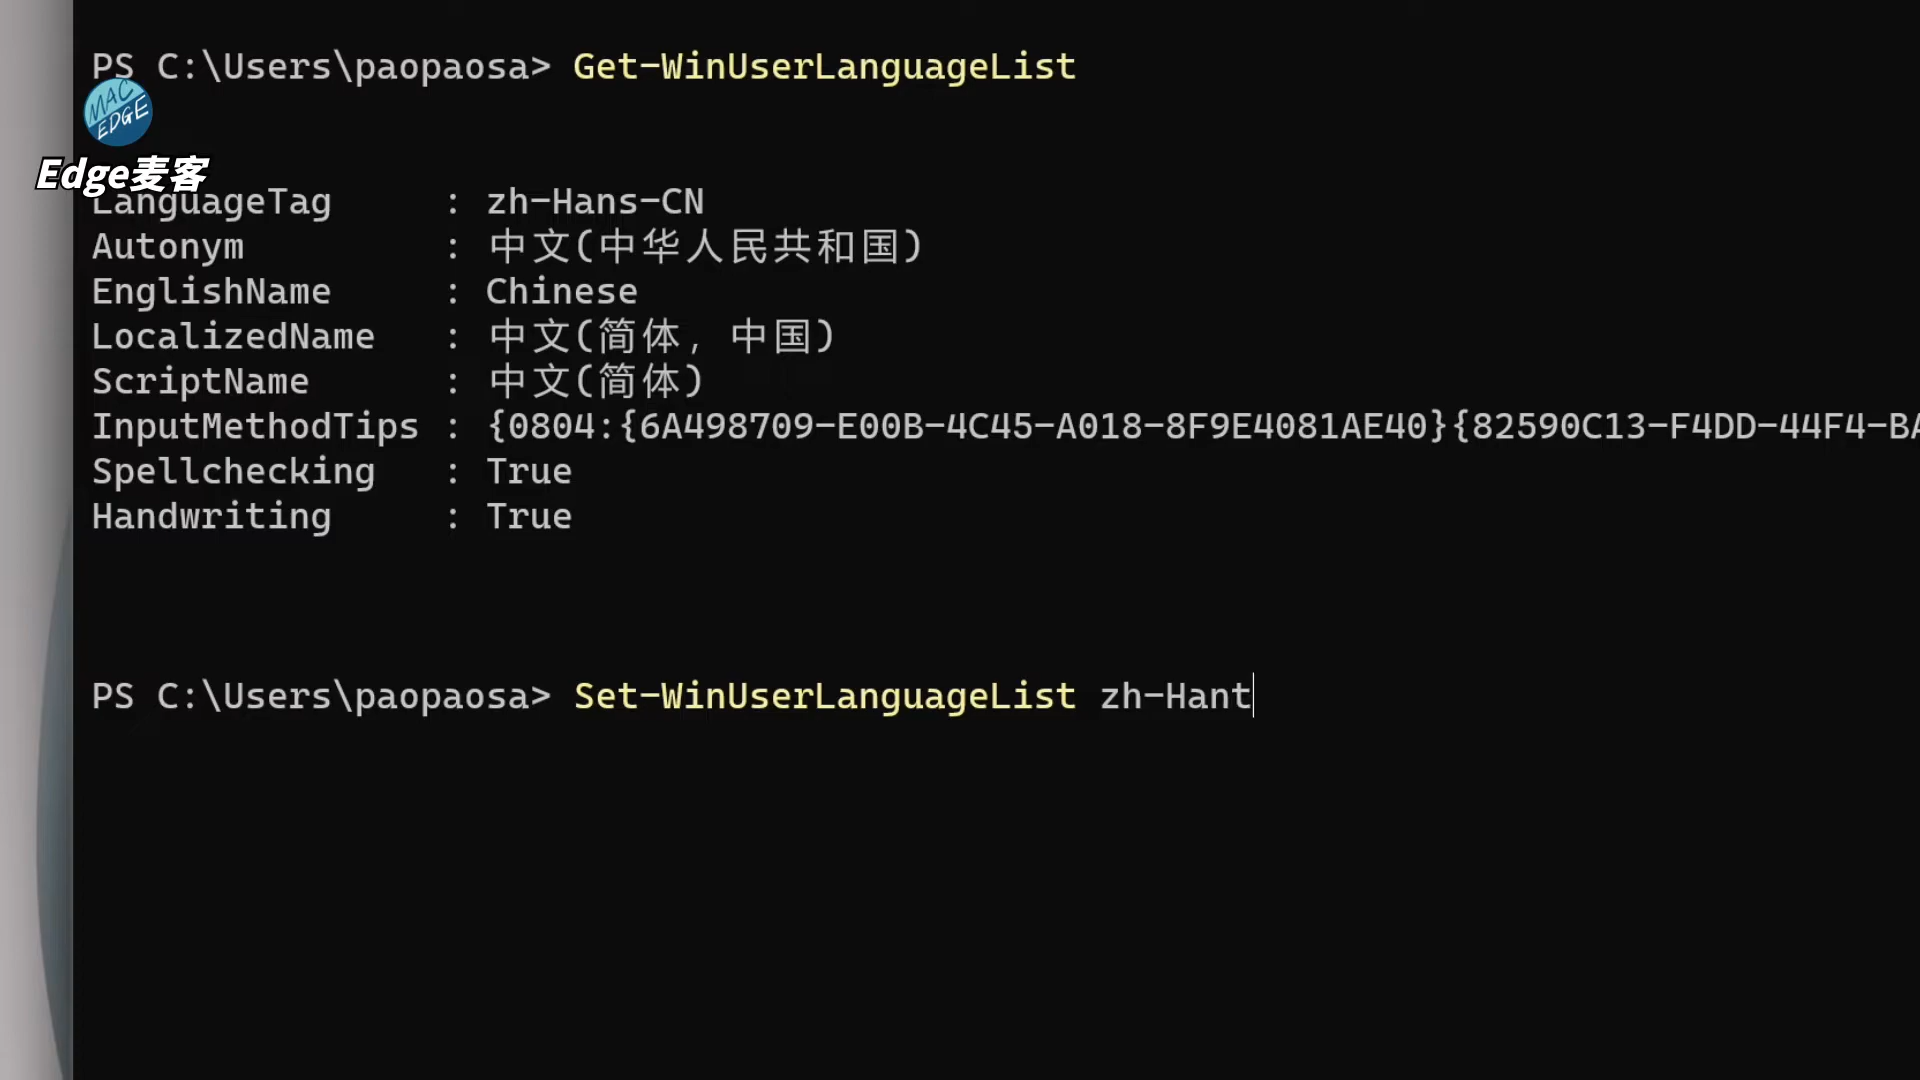 PS C:\Users\paopaosa> Get-WinUserLanguageList
MAC
EDGE
Edge麦客
LanguageTag : zh-Hans-CN
Autonym : 中文(中华人民共和国)
EnglishName : Chinese
LocalizedName : 中文(简体, 中国)
ScriptName : 中文(简体)
InputMethodTips : {0804:{6A498709-E00B-4C45-A018-8F9E4081AE40}{82590C13-F4DD-44F4-BA
Spellchecking : True
Handwriting : True
PS C:\Users\paopaosa> Set-WinUserLanguageList zh-Hant